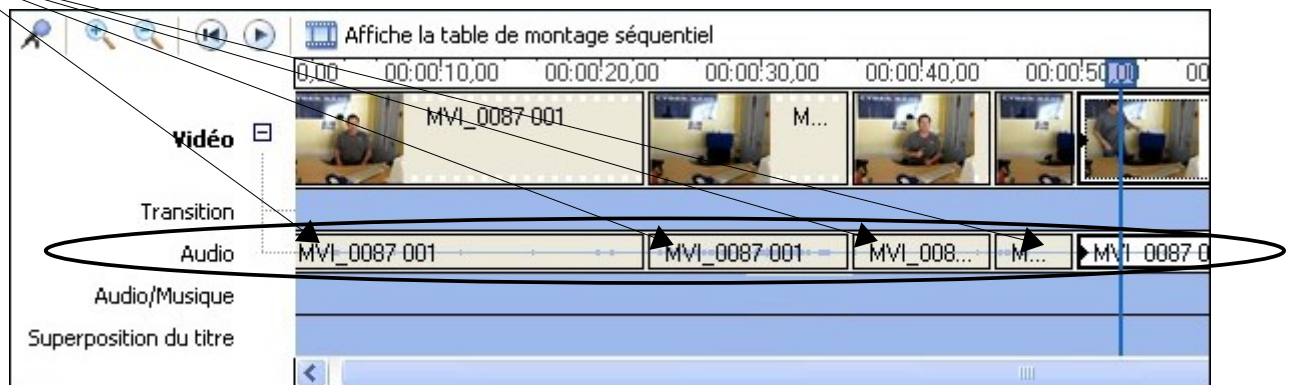 Affiche la table de montage séquentiel
0,00 00:00:10,00 00:00:20,00 00:00:30,00 00:00:40,00 00:00:50,00 00
Vidéo MVI_0087 001 M...
Transition
Audio MVI_0087 001 MVI_0087 001 MVI_008... M... MVI_0087 0
Audio/Musique
Superposition du titre